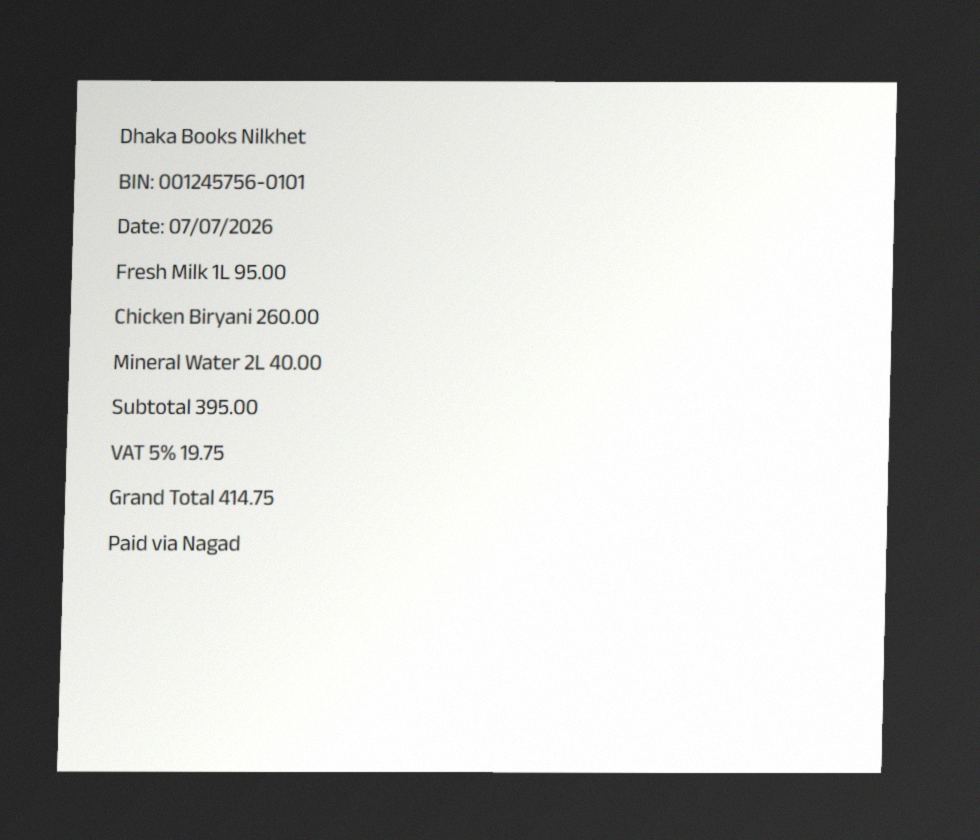 Dhaka Books Nilkhet
BIN: 001245756-0101
Date: 07/07/2026
Fresh Milk 1L 95.00
Chicken Biryani 260.00
Mineral Water 2L 40.00
Subtotal 395.00
VAT 5% 19.75
Grand Total 414.75
Paid via Nagad